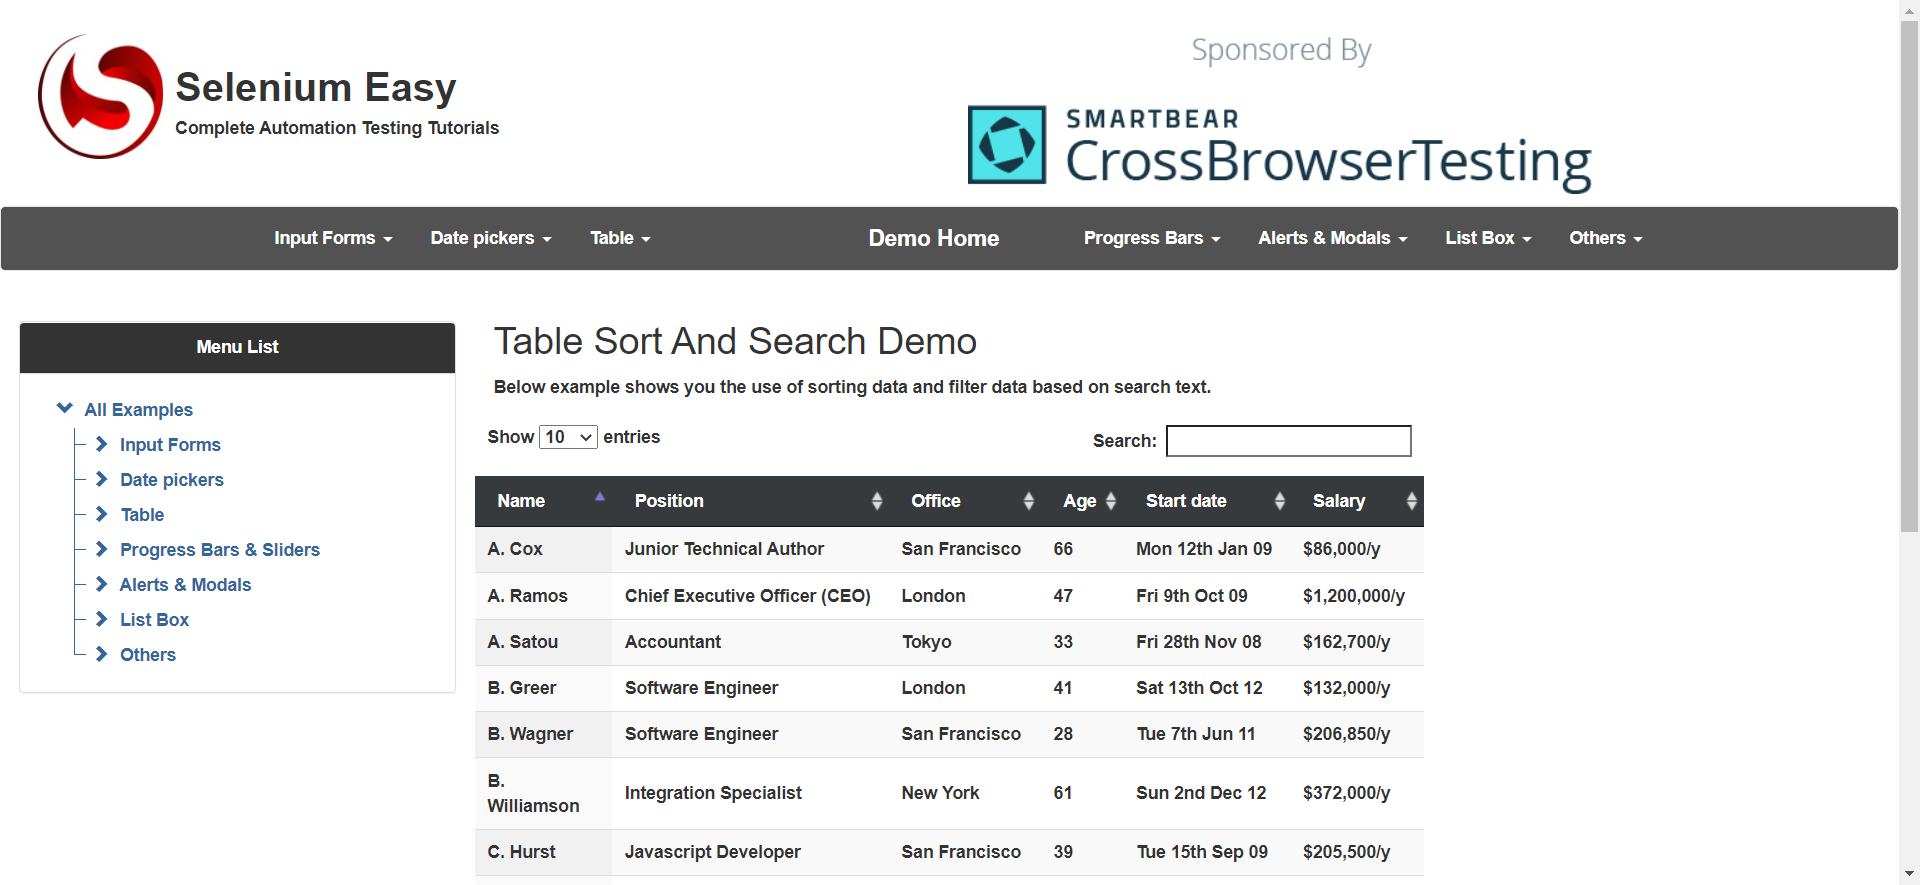 Selenium Easy
Complete Automation Testing Tutorials
Sponsored By
SMARTBEAR
CrossBrowserTesting
Input Forms Date pickers Table Demo Home Progress Bars Alerts & Modals List Box Others
Menu List
All Examples
Input Forms
Date pickers
Table
Progress Bars & Sliders
Alerts & Modals
List Box
Others
Table Sort And Search Demo
Below example shows you the use of sorting data and filter data based on search text.
Show 10 entries Search:
Name Position Office Age Start date Salary
A. Cox Junior Technical Author San Francisco 66 Mon 12th Jan 09 $86,000/y
A. Ramos Chief Executive Officer (CEO) London 47 Fri 9th Oct 09 $1,200,000/y
A. Satou Accountant Tokyo 33 Fri 28th Nov 08 $162,700/y
B. Greer Software Engineer London 41 Sat 13th Oct 12 $132,000/y
B. Wagner Software Engineer San Francisco 28 Tue 7th Jun 11 $206,850/y
B.
Williamson Integration Specialist New York 61 Sun 2nd Dec 12 $372,000/y
C. Hurst Javascript Developer San Francisco 39 Tue 15th Sep 09 $205,500/y